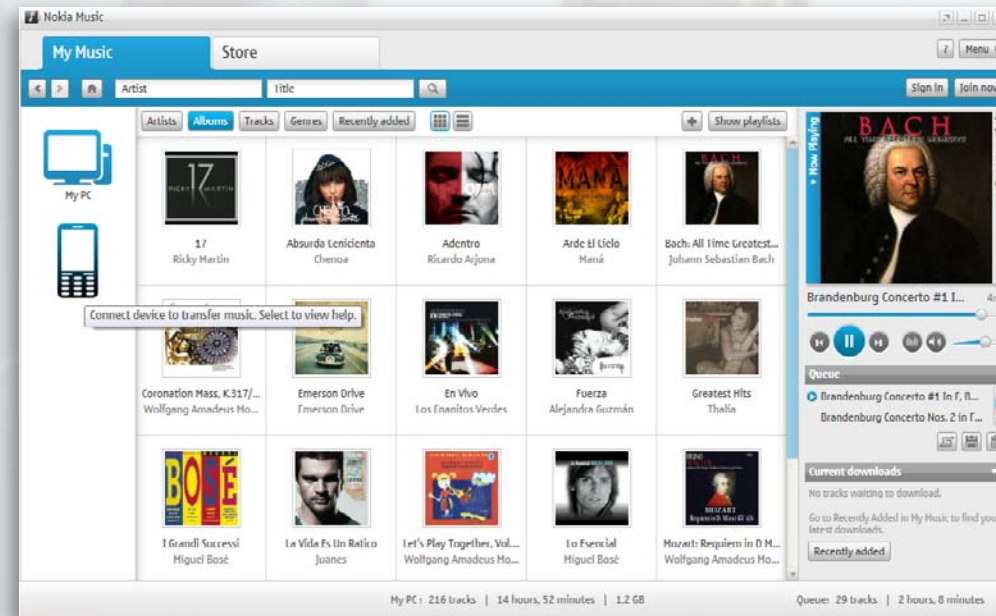 Nokia Music
My Music
Store
?
Menu
Artist
Title
Sign in
Join now
Artists
Albums
Tracks
Genres
Recently added
Show playlists
My PC
Connect device to transfer music. Select to view help.
17
RICKY MARTIN
17
Ricky Martin
Absurda Cenicienta
Chenoa
Adentro
Ricardo Arjona
MANÁ
Arde El Cielo
Maná
BACH
Bach: All Time Greatest...
Johann Sebastian Bach
Coronation Mass, K.317/...
Wolfgang Amadeus Mo...
Emerson Drive
Emerson Drive
En Vivo
Los Enanitos Verdes
Fuerza
Alejandra Guzmán
Greatest Hits
Thalía
BOSÉ
I Grandi Successi
Miguel Bosé
La Vida Es Un Ratico
Juanes
Let's Play Together, Vol....
Wolfgang Amadeus Mo...
Lo Esencial
Miguel Bosé
MOZART
Mozart: Requiem in D M...
Wolfgang Amadeus Mo...
Now Playing
BACH
Brandenburg Concerto #1 I...
Queue
Brandenburg Concerto #1 In F, B...
Brandenburg Concerto Nos. 2 in F...
Current downloads
No tracks waiting to download.
Go to Recently Added in My Music to find you
latest downloads.
Recently added
My PC: 216 tracks | 14 hours, 52 minutes | 1.2 GB
Queue: 29 tracks | 2 hours, 8 minutes